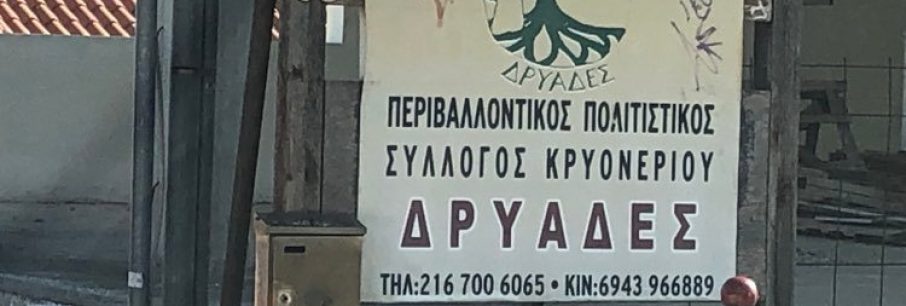 ΔΡΥΑΔΕΣ
ΠΕΡΙΒΑΛΛΟΝΤΙΚΟΣ ΠΟΛΙΤΙΣΤΙΚΟΣ
ΣΥΛΛΟΓΟΣ ΚΡΥΟΝΕΡΙΟΥ
ΔΡΥΑΔΕΣ
ΤΗΛ:216 700 6065 • ΚΙΝ:6943 966889